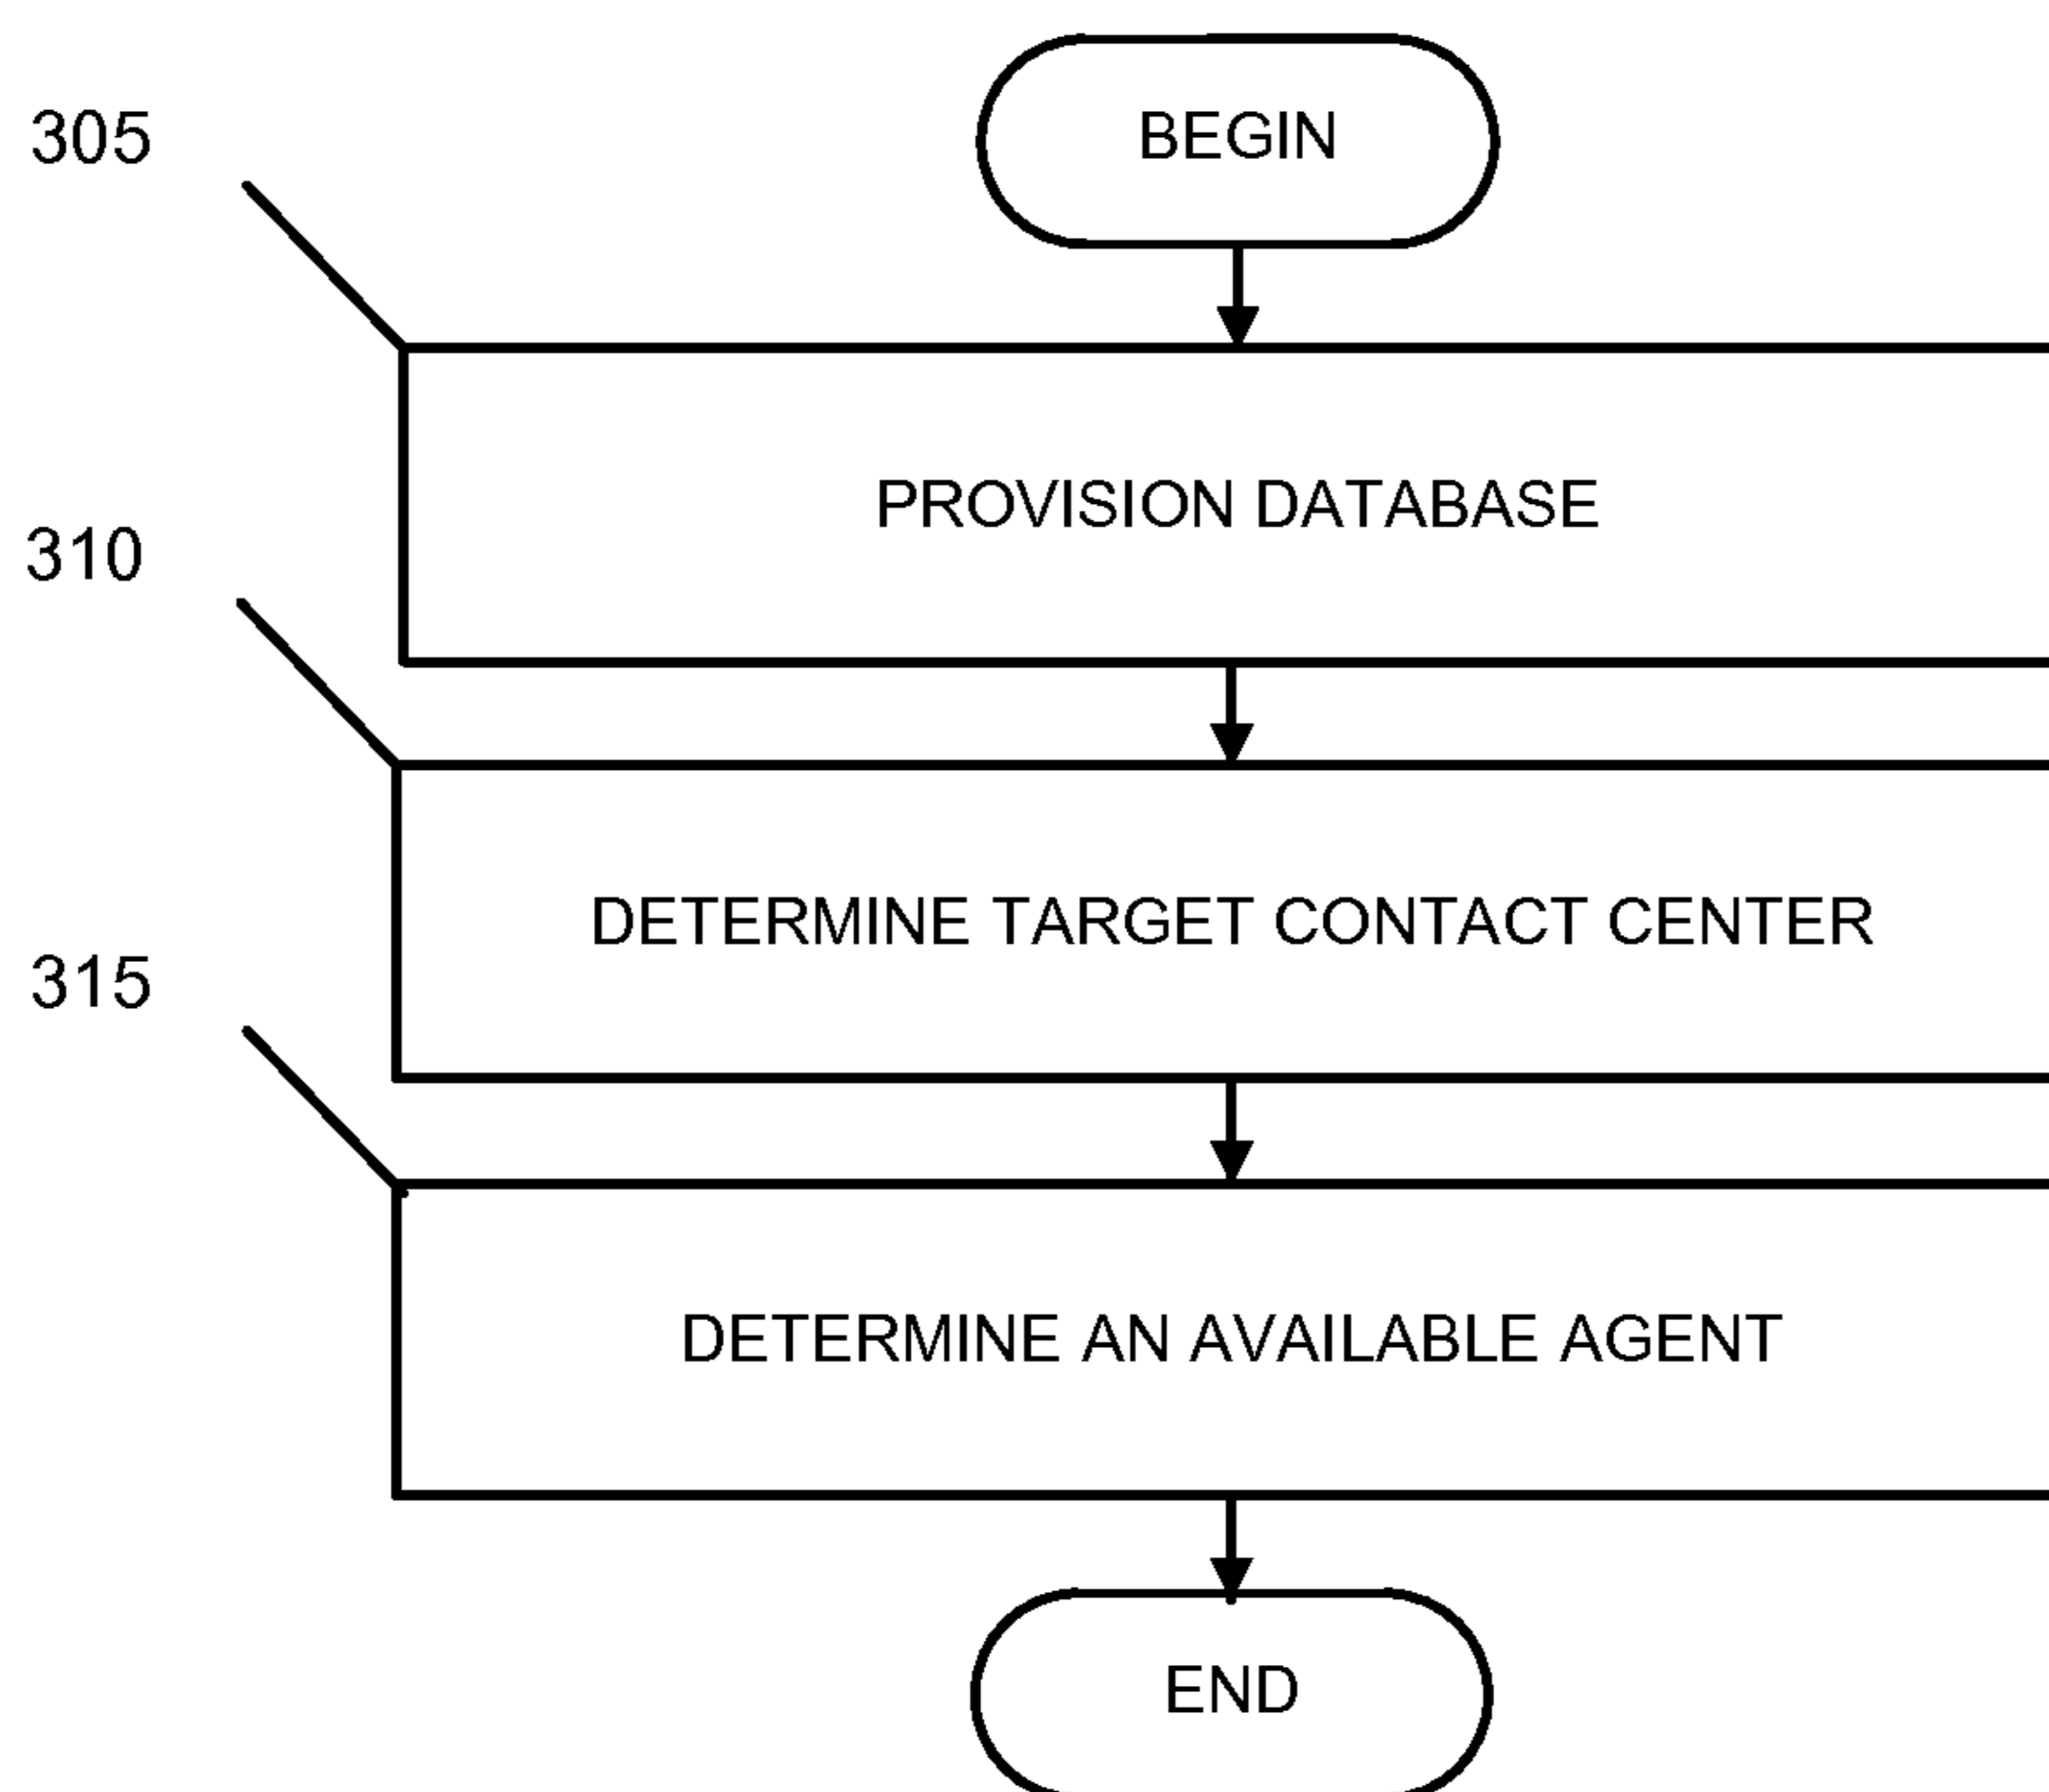 305
BEGIN
PROVISION DATABASE
310
DETERMINE TARGET CONTACT CENTER
315
DETERMINE AN AVAILABLE AGENT
END